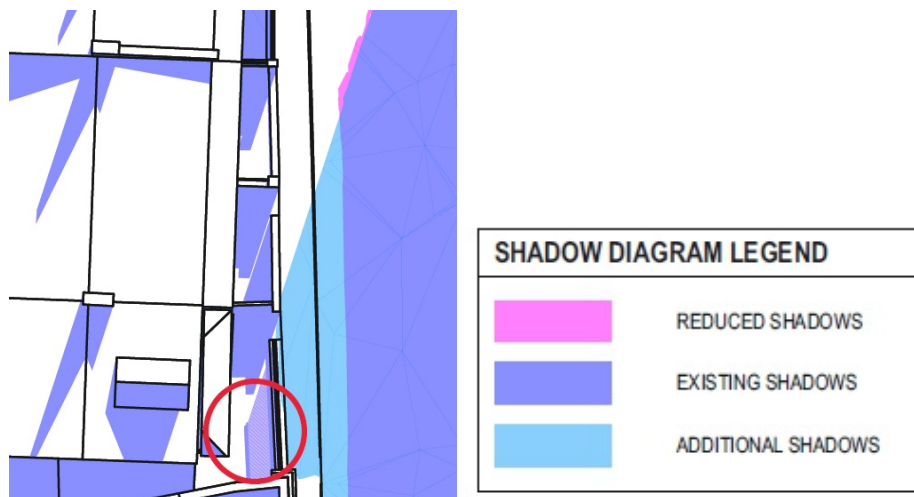 SHADOW DIAGRAM LEGEND
REDUCED SHADOWS
EXISTING SHADOWS
ADDITIONAL SHADOWS